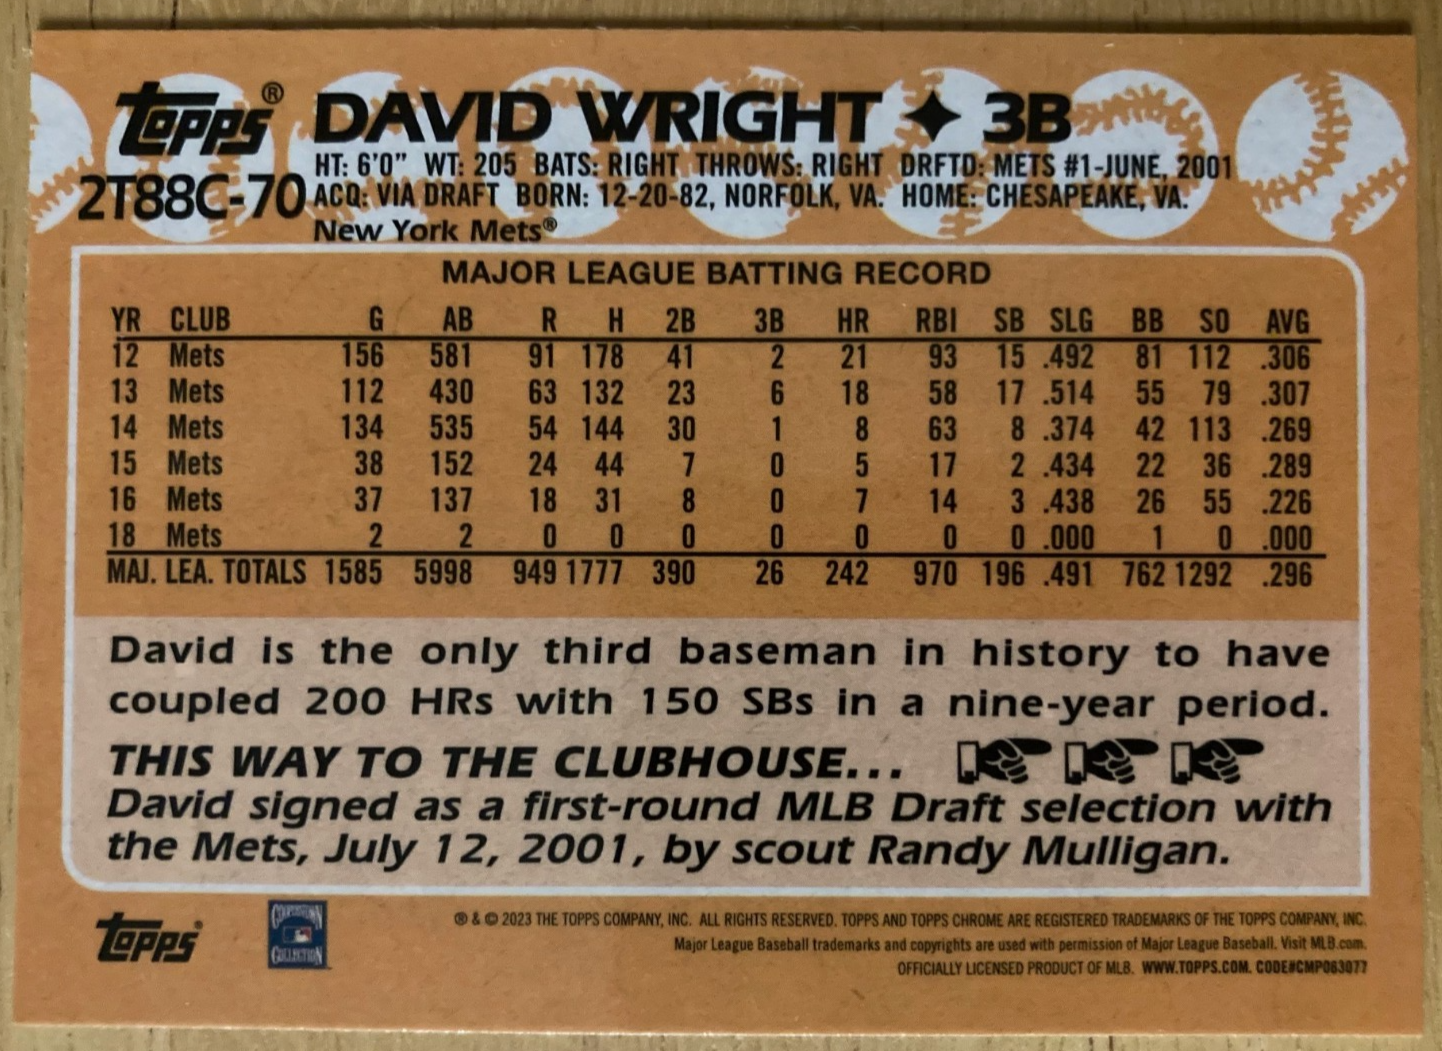 Topps® DAVID WRIGHT ✦ 3B
HT: 6'0" WT: 205 BATS: RIGHT THROWS: RIGHT DRFTD: METS #1-JUNE, 2001
2T88C-70 ACQ: VIA DRAFT BORN: 12-20-82, NORFOLK, VA. HOME: CHESAPEAKE, VA.
New York Mets®
MAJOR LEAGUE BATTING RECORD
YR CLUB G AB R H 2B 3B HR RBI SB SLG BB SO AVG
12 Mets 156 581 91 178 41 2 21 93 15 .492 81 112 .306
13 Mets 112 430 63 132 23 6 18 58 17 .514 55 79 .307
14 Mets 134 535 54 144 30 1 8 63 8 .374 42 113 .269
15 Mets 38 152 24 44 7 0 5 17 2 .434 22 36 .289
16 Mets 37 137 18 31 8 0 7 14 3 .438 26 55 .226
18 Mets 2 2 0 0 0 0 0 0 0 .000 1 0 .000
MAJ. LEA. TOTALS 1585 5998 949 1777 390 26 242 970 196 .491 762 1292 .296
David is the only third baseman in history to have
coupled 200 HRs with 150 SBs in a nine-year period.
THIS WAY TO THE CLUBHOUSE...
David signed as a first-round MLB Draft selection with
the Mets, July 12, 2001, by scout Randy Mulligan.
Topps®
COOPERSTOWN
COLLECTION
® & © 2023 THE TOPPS COMPANY, INC. ALL RIGHTS RESERVED. TOPPS AND TOPPS CHROME ARE REGISTERED TRADEMARKS OF THE TOPPS COMPANY, INC.
Major League Baseball trademarks and copyrights are used with permission of Major League Baseball. Visit MLB.com.
OFFICIALLY LICENSED PRODUCT OF MLB. WWW.TOPPS.COM. CODE#CMP063077